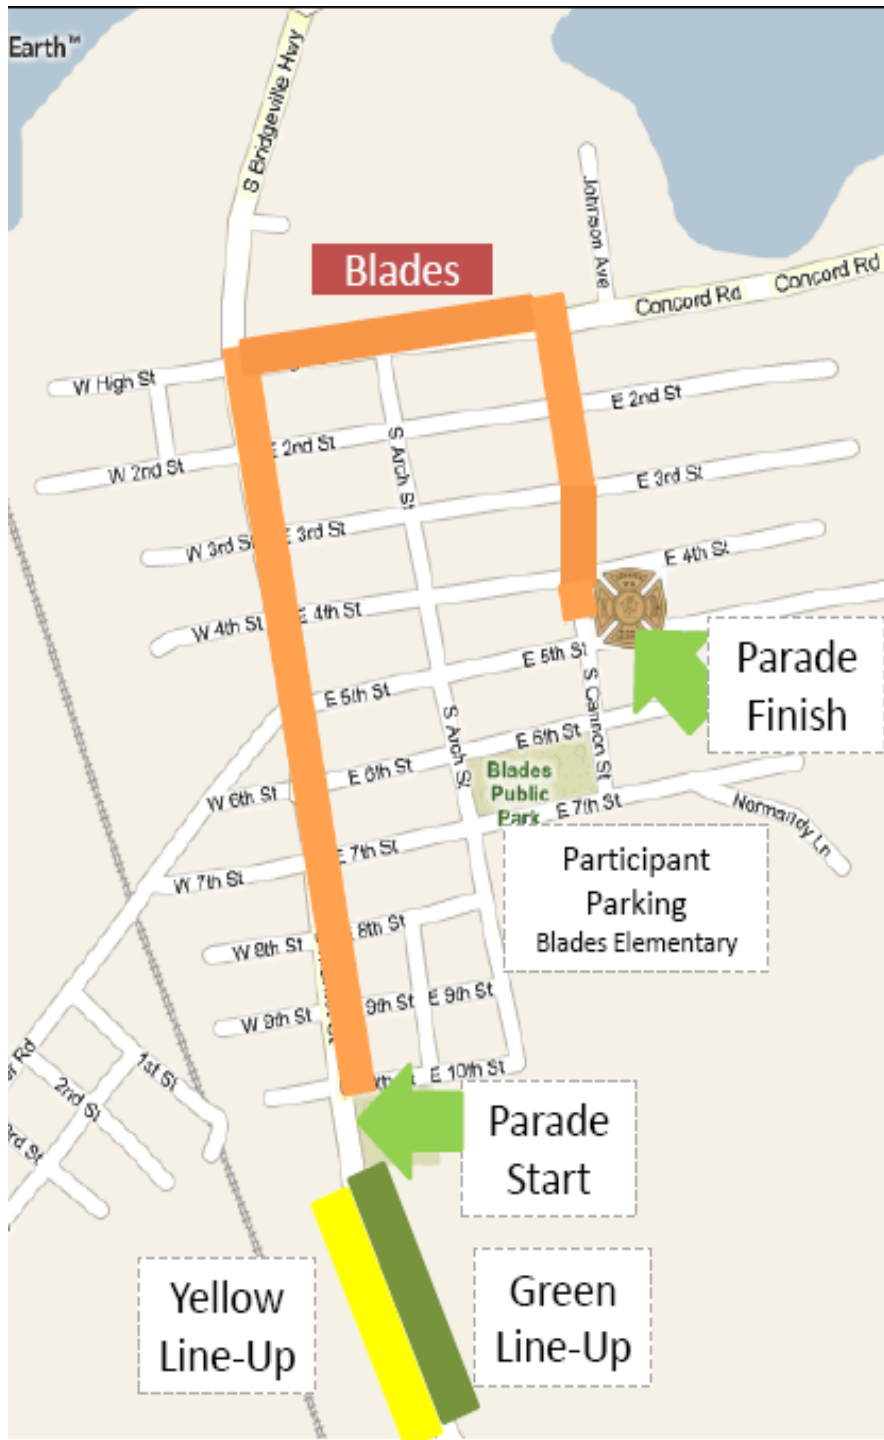 Earth™
S Bridgeville Hwy
Johnson Ave
Blades
Concord Rd
Concord Rd
W High St
E 2nd St
E 2nd St
W 2nd St
S Arch St
E 3rd St
E 3rd St
W 3rd St
E 4th St
E 4th St
W 4th St
E 5th St
E 5th St
S Cannon St
Parade
Finish
S Arch St
E 6th St
E 6th St
W 6th St
Blades
Public
Park
E 7th St
E 7th St
W 7th St
Normandy Ln
Participant
Parking
Blades Elementary
8th St
W 8th St
9th St
E 9th St
W 9th St
Rd
1st St
2nd St
3rd St
E 10th St
Parade
Start
Yellow
Line-Up
Green
Line-Up